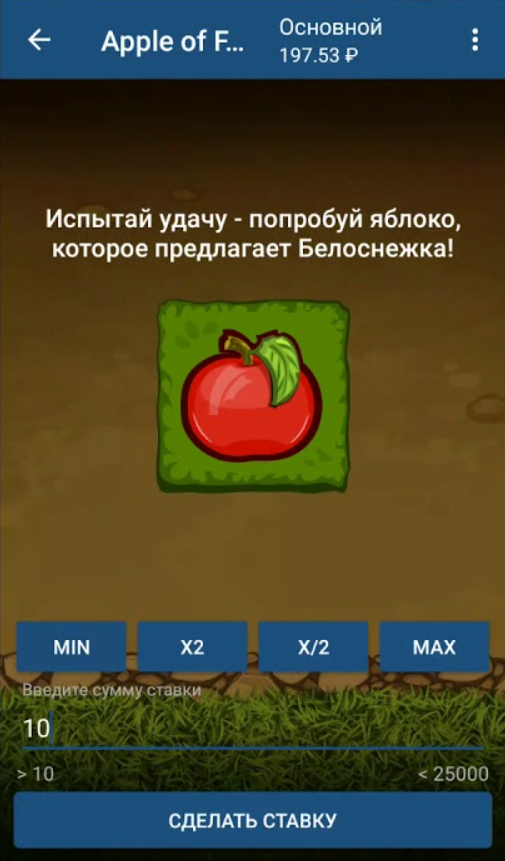 Apple of F...
Основной
197.53 ₽
Испытай удачу - попробуй яблоко,
которое предлагает Белоснежка!
MIN
X2
X/2
MAX
Введите сумму ставки
10
> 10
< 25000
СДЕЛАТЬ СТАВКУ